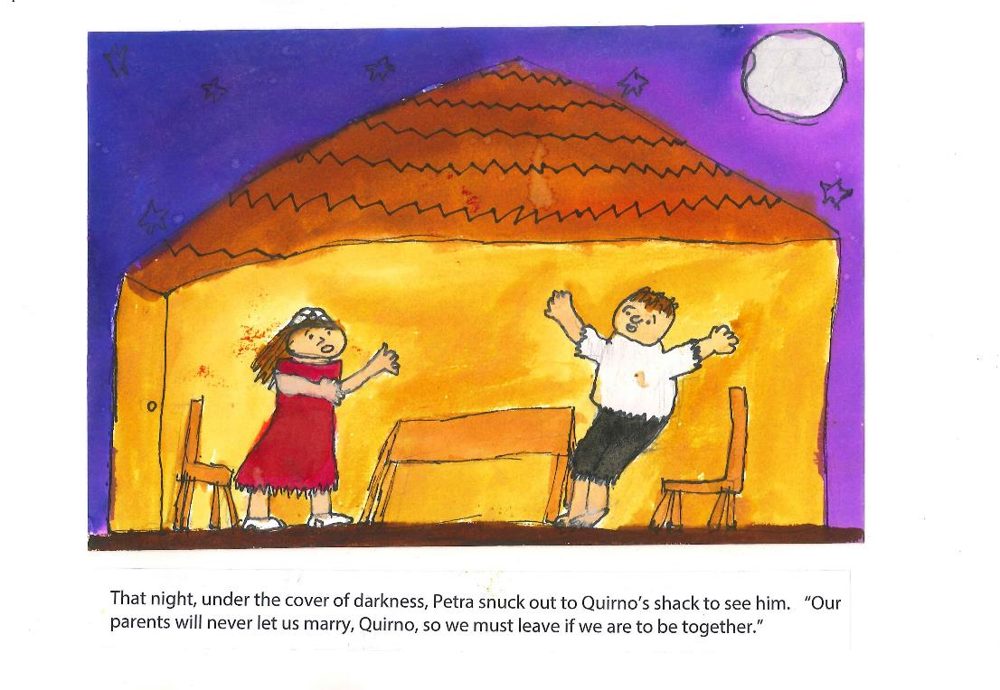 That night, under the cover of darkness, Petra snuck out to Quirno’s shack to see him.   “Our
parents will never let us marry, Quirno, so we must leave if we are to be together.”